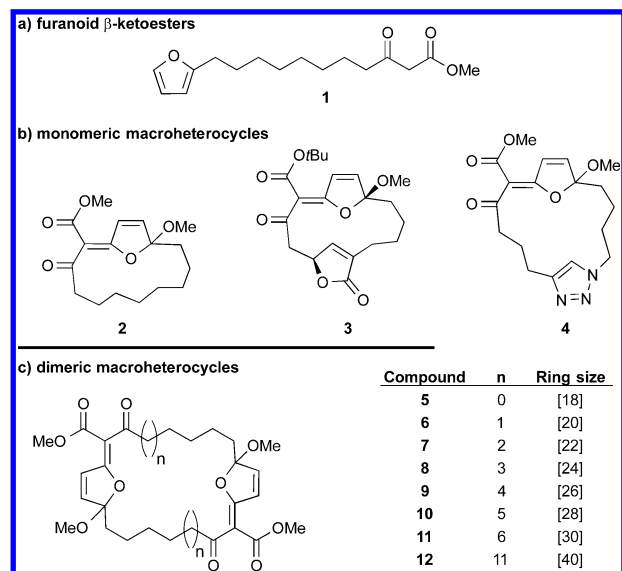 a) furanoid β-ketoesters
O
O
O
OMe
1
b) monomeric macroheterocycles
OMe
O
O
O
OMe
2
OtBu
O
O
O
OMe
O
O
3
OMe
O
O
O
OMe
N
N
N
4
c) dimeric macroheterocycles
O
O
MeO
n
OMe
O
O
MeO
n
O
O
OMe
Compound n Ring size
5 0 [18]
6 1 [20]
7 2 [22]
8 3 [24]
9 4 [26]
10 5 [28]
11 6 [30]
12 11 [40]